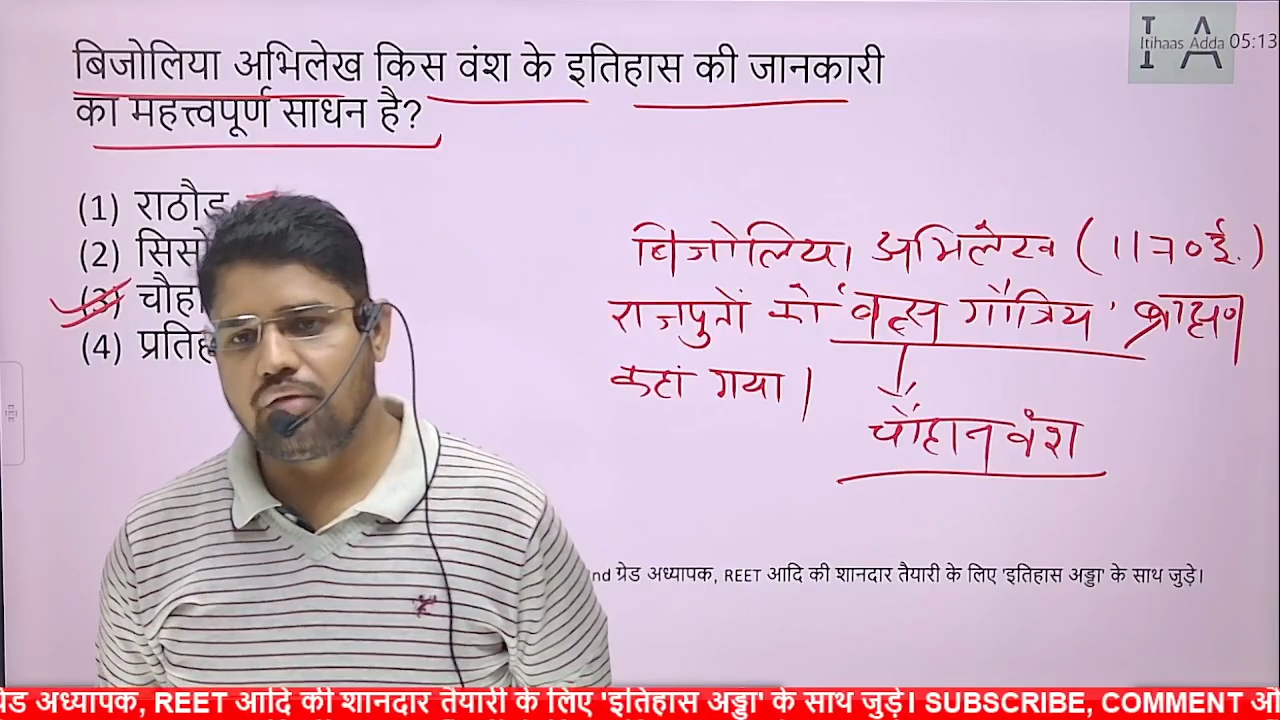 बिजोलिया अभिलेख किस वंश के इतिहास की जानकारी
का महत्त्वपूर्ण साधन है?
I A
Itihaas Adda
05:13
(1) राठौड़
(2)
(3)
(4)
बिजोलिया अभिलेख (1170ई.)
राजपुतों को 'वत्स गौत्रिय' ब्राह्मण
कहां गया |
चौहान वंश
nd ग्रेड अध्यापक, REET आदि की शानदार तैयारी के लिए 'इतिहास अड्डा' के साथ जुड़े।
ग्रेड अध्यापक, REET आदि की शानदार तैयारी के लिए 'इतिहास अड्डा' के साथ जुड़े। SUBSCRIBE, COMMENT